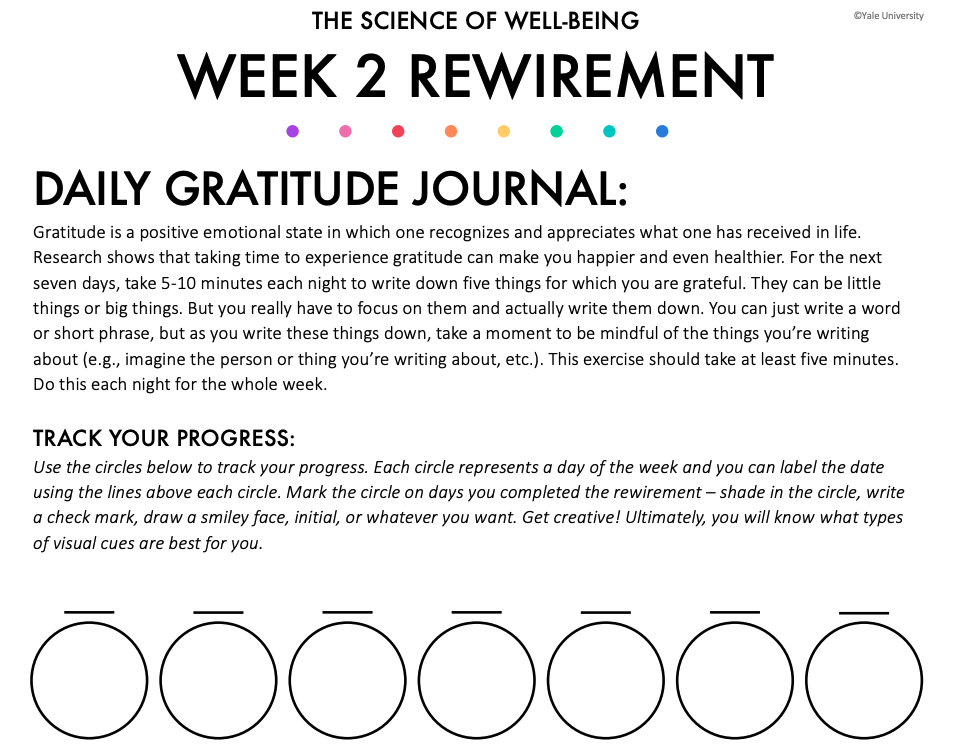 THE SCIENCE OF WELL-BEING
©Yale University
WEEK 2 REWIREMENT
DAILY GRATITUDE JOURNAL:
Gratitude is a positive emotional state in which one recognizes and appreciates what one has received in life.
Research shows that taking time to experience gratitude can make you happier and even healthier. For the next
seven days, take 5-10 minutes each night to write down five things for which you are grateful. They can be little
things or big things. But you really have to focus on them and actually write them down. You can just write a word
or short phrase, but as you write these things down, take a moment to be mindful of the things you’re writing
about (e.g., imagine the person or thing you’re writing about, etc.). This exercise should take at least five minutes.
Do this each night for the whole week.
TRACK YOUR PROGRESS:
Use the circles below to track your progress. Each circle represents a day of the week and you can label the date
using the lines above each circle. Mark the circle on days you completed the rewirement – shade in the circle, write
a check mark, draw a smiley face, initial, or whatever you want. Get creative! Ultimately, you will know what types
of visual cues are best for you.